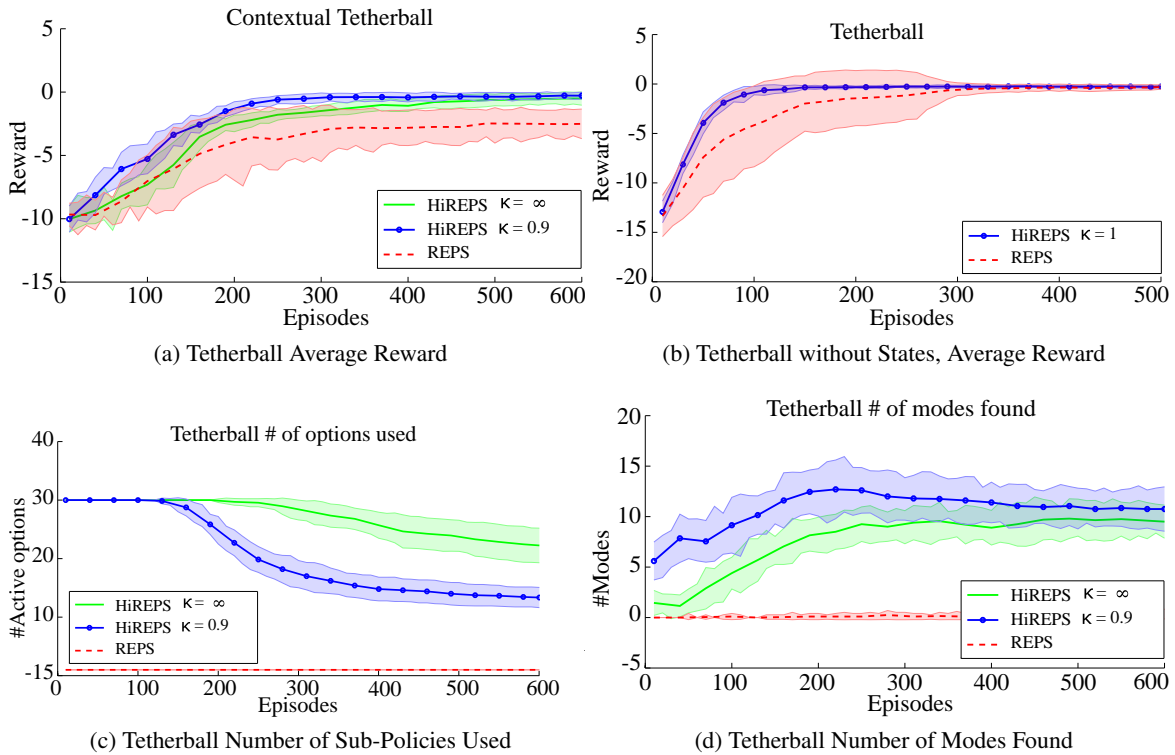 Contextual Tetherball
5
0
-5
-10
-15
Reward
HiREPS κ = ∞
HiREPS κ = 0.9
REPS
0 100 200 300 400 500 600
Episodes
(a) Tetherball Average Reward
Tetherball
5
0
-5
-10
-15
-20
Reward
HiREPS κ = 1
REPS
0 100 200 300 400 500
Episodes
(b) Tetherball without States, Average Reward
Tetherball # of options used
40
30
20
10
-15
#Active options
HiREPS κ = ∞
HiREPS κ = 0.9
REPS
0 100 200 300 400 500 600
Episodes
(c) Tetherball Number of Sub-Policies Used
Tetherball # of modes found
20
15
10
5
0
-5
#Modes
HiREPS κ = ∞
HiREPS κ = 0.9
REPS
0 100 200 300 400 500 600
Episodes
(d) Tetherball Number of Modes Found